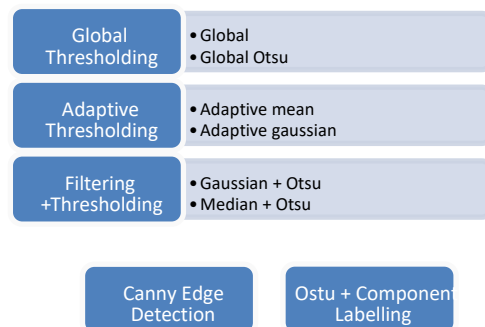 Global
Thresholding
• Global
• Global Otsu
Adaptive
Thresholding
• Adaptive mean
• Adaptive gaussian
Filtering
+Thresholding
• Gaussian + Otsu
• Median + Otsu
Canny Edge
Detection
Ostu + Component
Labelling